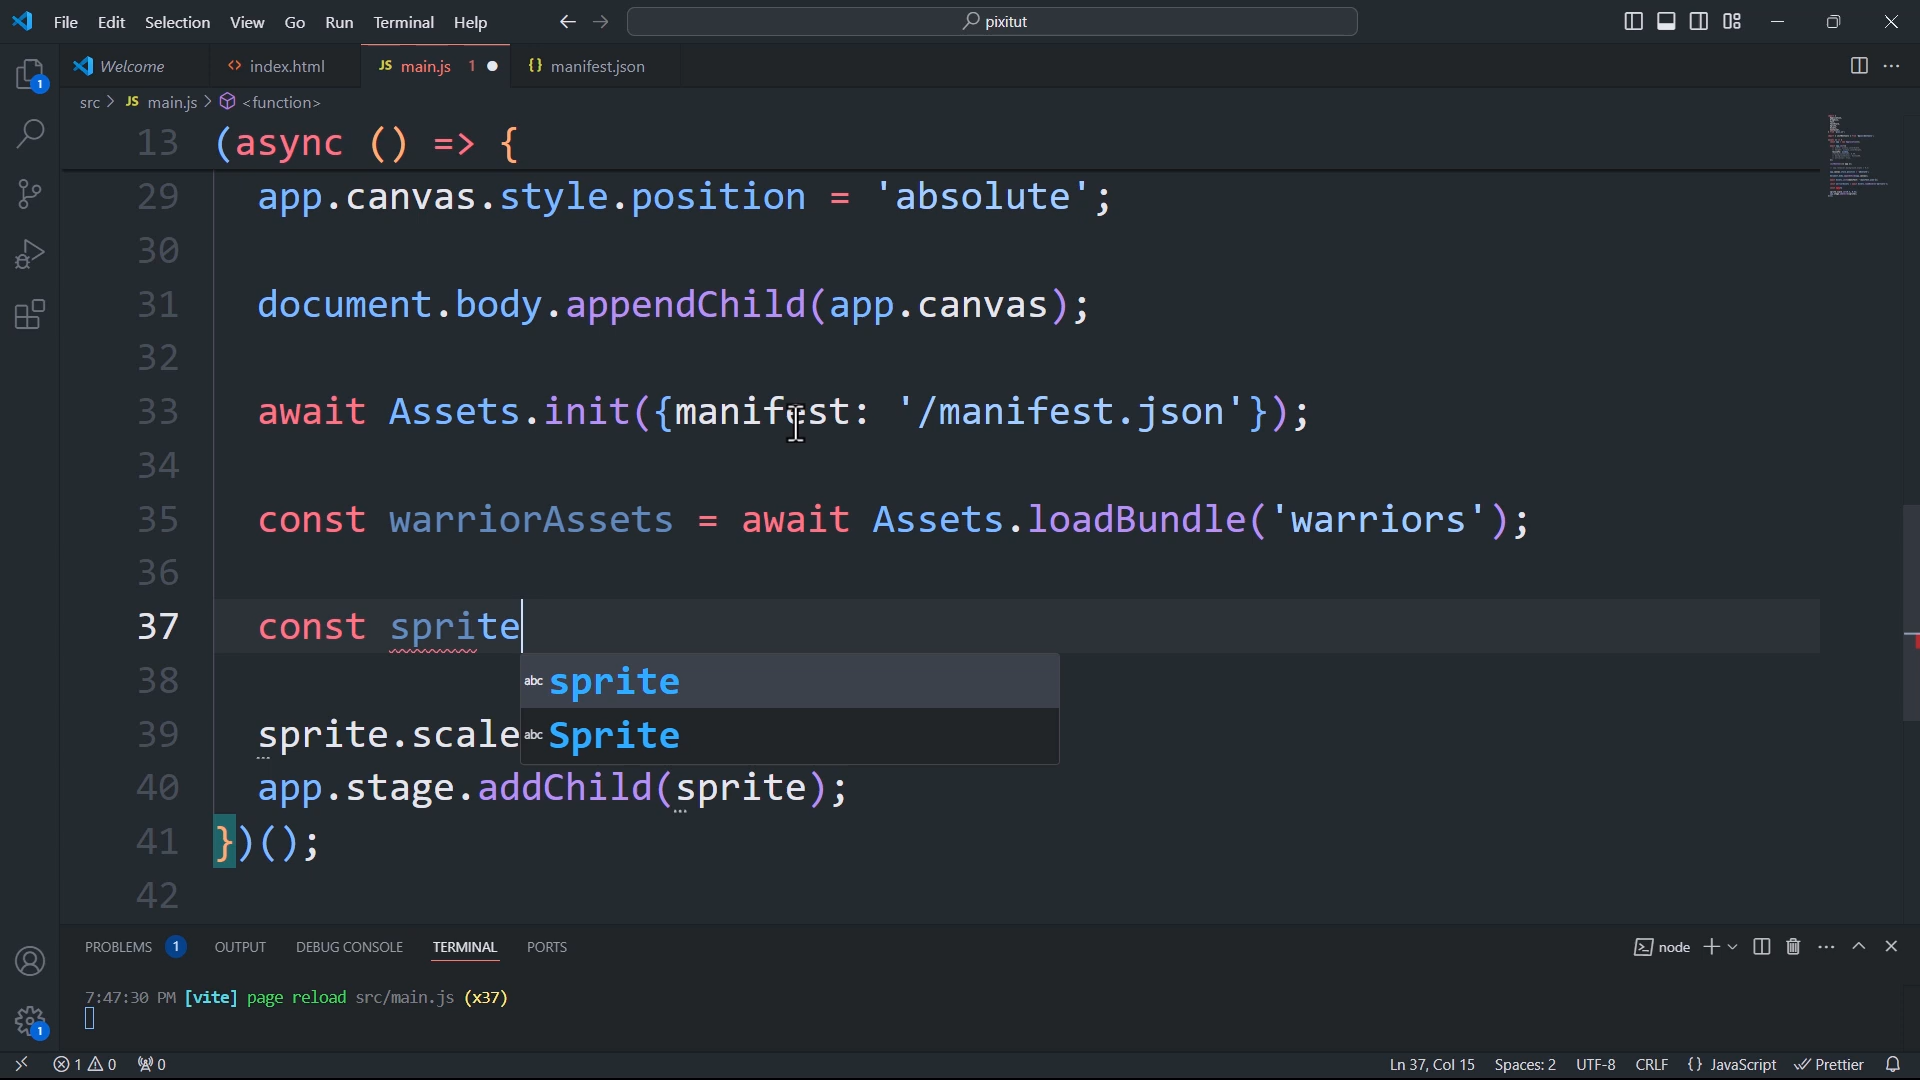 File Edit Selection View Go Run Terminal Help
pixitut
Welcome
index.html
JS main.js 1
{} manifest.json
src > JS main.js > <function>
13 (async () => {
29 app.canvas.style.position = 'absolute';
30
31 document.body.appendChild(app.canvas);
32
33 await Assets.init({manifest: '/manifest.json'});
34
35 const warriorAssets = await Assets.loadBundle('warriors');
36
37 const sprite
abc sprite
abc Sprite
38
39 sprite.scale
40 app.stage.addChild(sprite);
41 })();
42
PROBLEMS 1 OUTPUT DEBUG CONSOLE TERMINAL PORTS
node
7:47:30 PM [vite] page reload src/main.js (x37)
1
1
1 0 0
Ln 37, Col 15 Spaces: 2 UTF-8 CRLF {} JavaScript Prettier